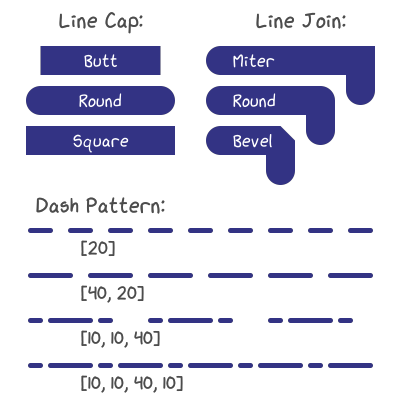 Line Cap:
Butt
Round
Square
Line Join:
Miter
Round
Bevel
Dash Pattern:
[20]
[40, 20]
[10, 10, 40]
[10, 10, 40, 10]